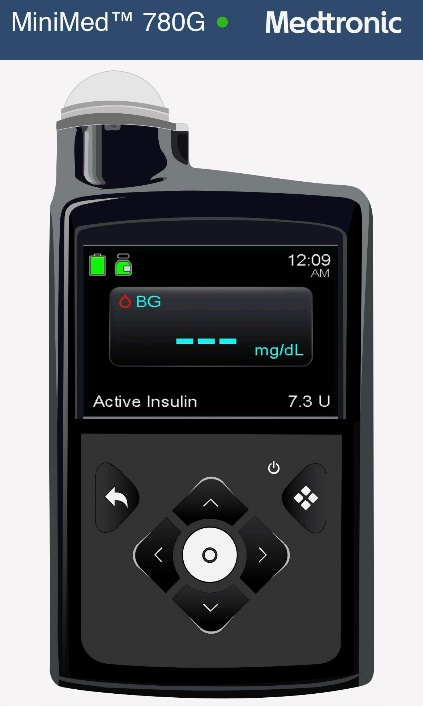 MiniMed™ 780G
Medtronic
12:09
AM
BG
--- 
mg/dL
Active Insulin 7.3 U